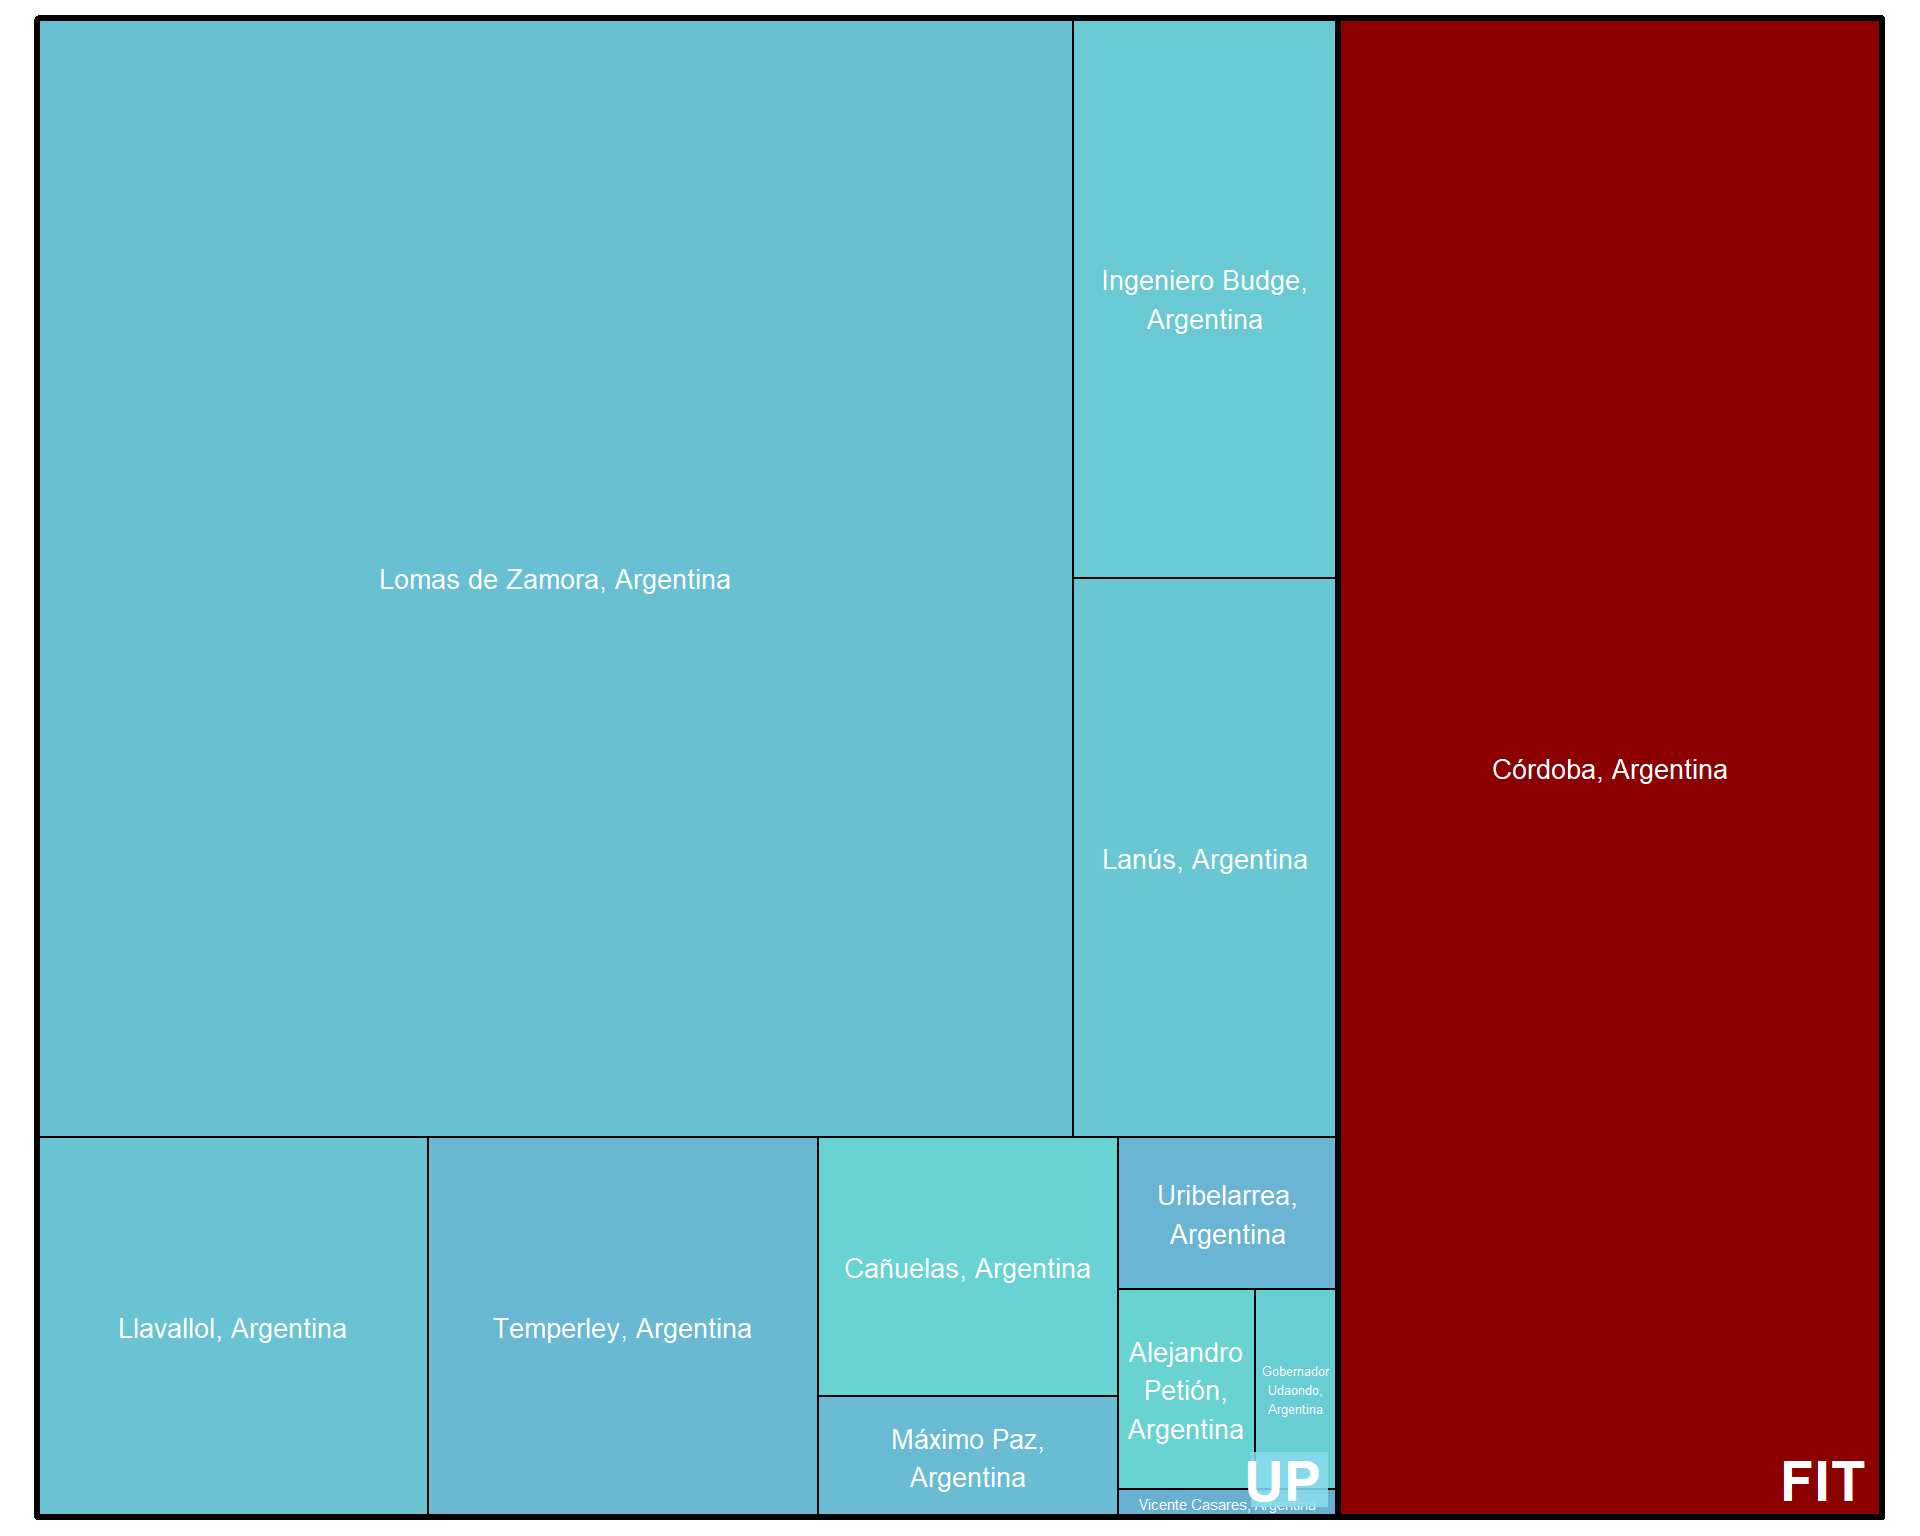 Lomas de Zamora, Argentina
Ingeniero Budge,
Argentina
Lanús, Argentina
Córdoba, Argentina
Llavallol, Argentina
Temperley, Argentina
Cañuelas, Argentina
Máximo Paz,
Argentina
Uribelarrea,
Argentina
Alejandro
Petión,
Argentina
Gobernador
Udaondo,
Argentina
Vicente Casares, Argentina
UP
FIT